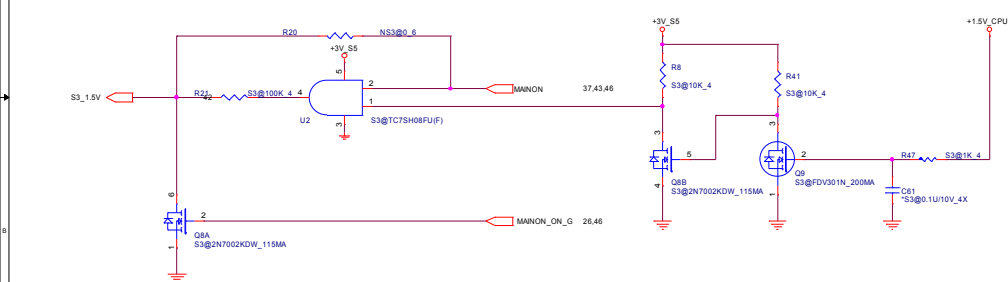 +3V_S5
+1.5V_CPU
R20
NS3@0_6
+3V_S5
5
R8
S3@10K_4
R41
S3@10K_4
S3_1.5V
R21
42
S3@100K_4
4
2
1
MAINON
37,43,46
U2
3
S3@TC7SH08FU(F)
3
5
4
Q8B
S3@2N7002KDW_115MA
3
2
1
Q9
S3@FDV301N_200MA
R47
S3@1K_4
C61
*S3@0.1U/10V_4X
6
2
1
Q8A
S3@2N7002KDW_115MA
MAINON_ON_G
26,46
B